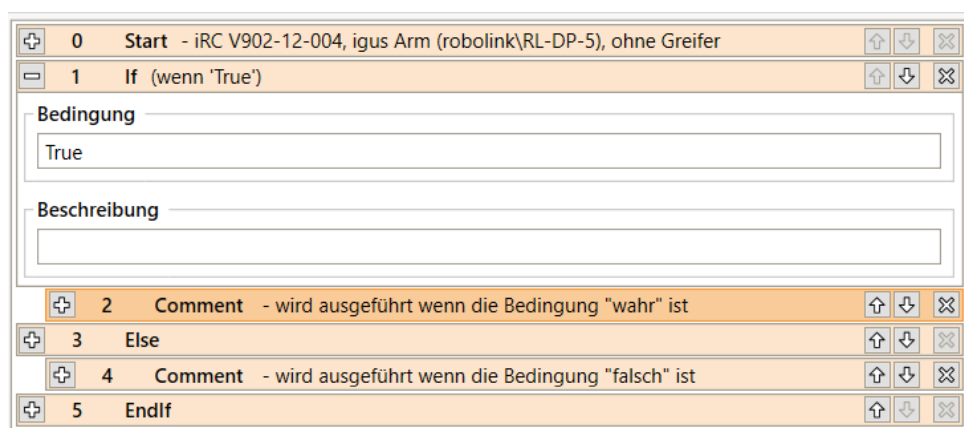 0 Start - iRC V902-12-004, igus Arm (robolink\RL-DP-5), ohne Greifer
1 If (wenn 'True')
Bedingung
True
Beschreibung
2 Comment - wird ausgeführt wenn die Bedingung "wahr" ist
3 Else
4 Comment - wird ausgeführt wenn die Bedingung "falsch" ist
5 EndIf